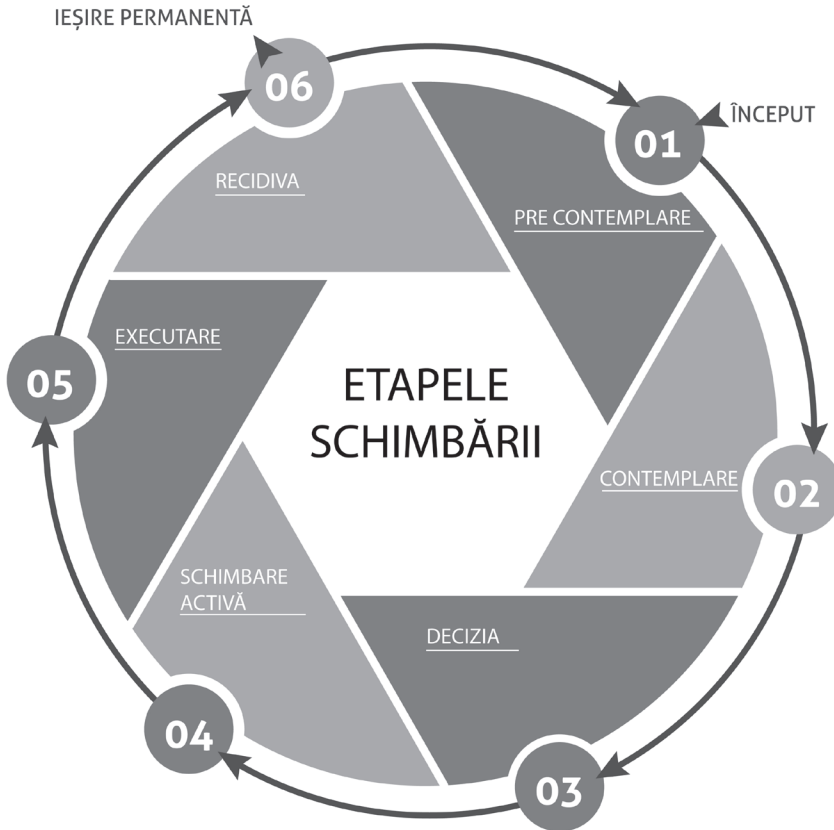 IEȘIRE PERMANENTĂ
06
01
ÎNCEPUT
RECIDIVA
PRE CONTEMPLARE
EXECUTARE
05
ETAPELE
SCHIMBĂRII
CONTEMPLARE
02
SCHIMBARE
ACTIVĂ
DECIZIA
04
03